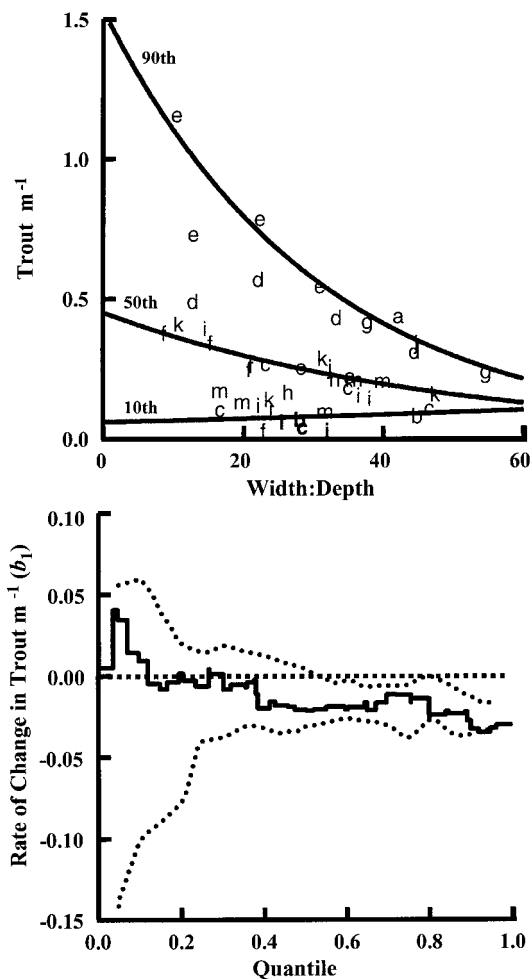 1.5
90th
e
1.0
Trout m⁻¹
e
e
d
e
0.5
d
d
a
g
50th
k
i
f
f
d
k
f
c
e
g
m
h
k
k
10th
c
m
m
c
b
0.0
f
i
0 20 40 60
Width:Depth
0.10
0.05
0.00
-0.05
-0.10
-0.15
Rate of Change in Trout m⁻¹ (b₁)
0.0 0.2 0.4 0.6 0.8 1.0
Quantile